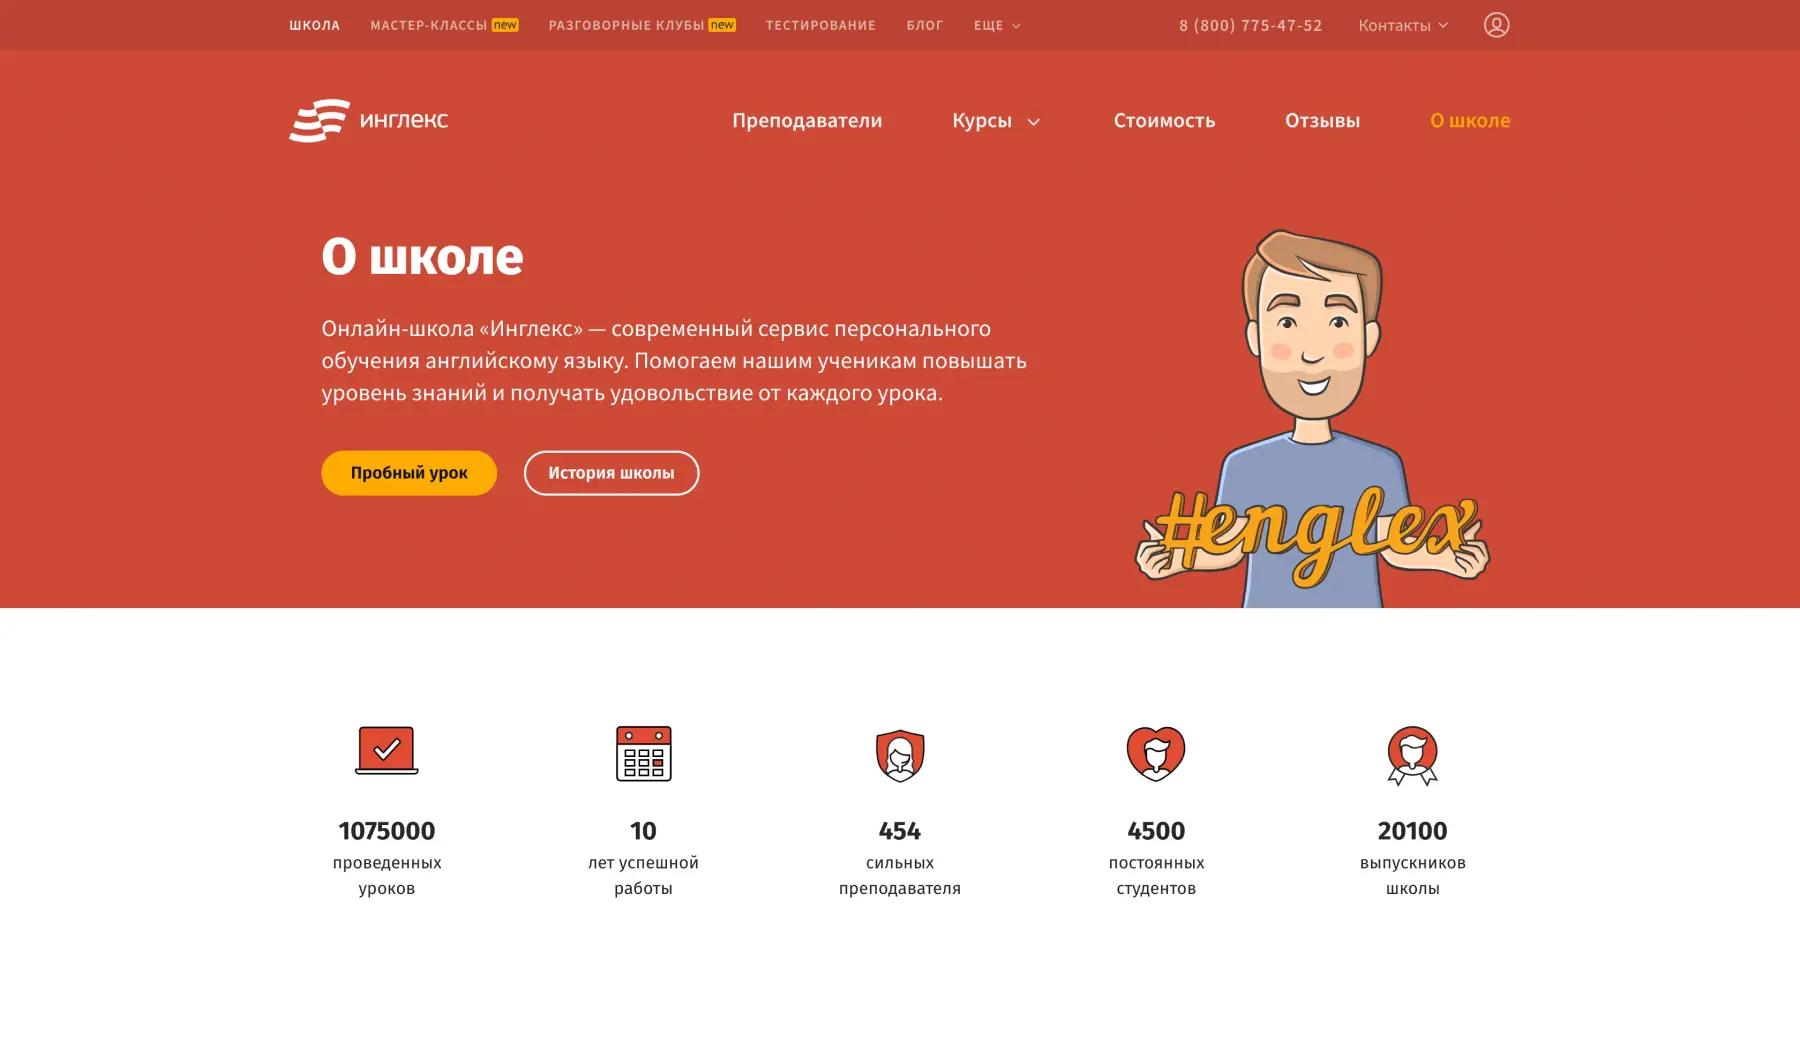 ШКОЛА МАСТЕР-КЛАССЫ new РАЗГОВОРНЫЕ КЛУБЫ new ТЕСТИРОВАНИЕ БЛОГ ЕЩЕ 8 (800) 775-47-52 Контакты
инглекс Преподаватели Курсы Стоимость Отзывы О школе
О школе
Онлайн-школа «Инглекс» — современный сервис персонального
обучения английскому языку. Помогаем нашим ученикам повышать
уровень знаний и получать удовольствие от каждого урока.
Пробный урок История школы
#englex
1075000
проведенных
уроков
10
лет успешной
работы
454
сильных
преподавателя
4500
постоянных
студентов
20100
выпускников
школы